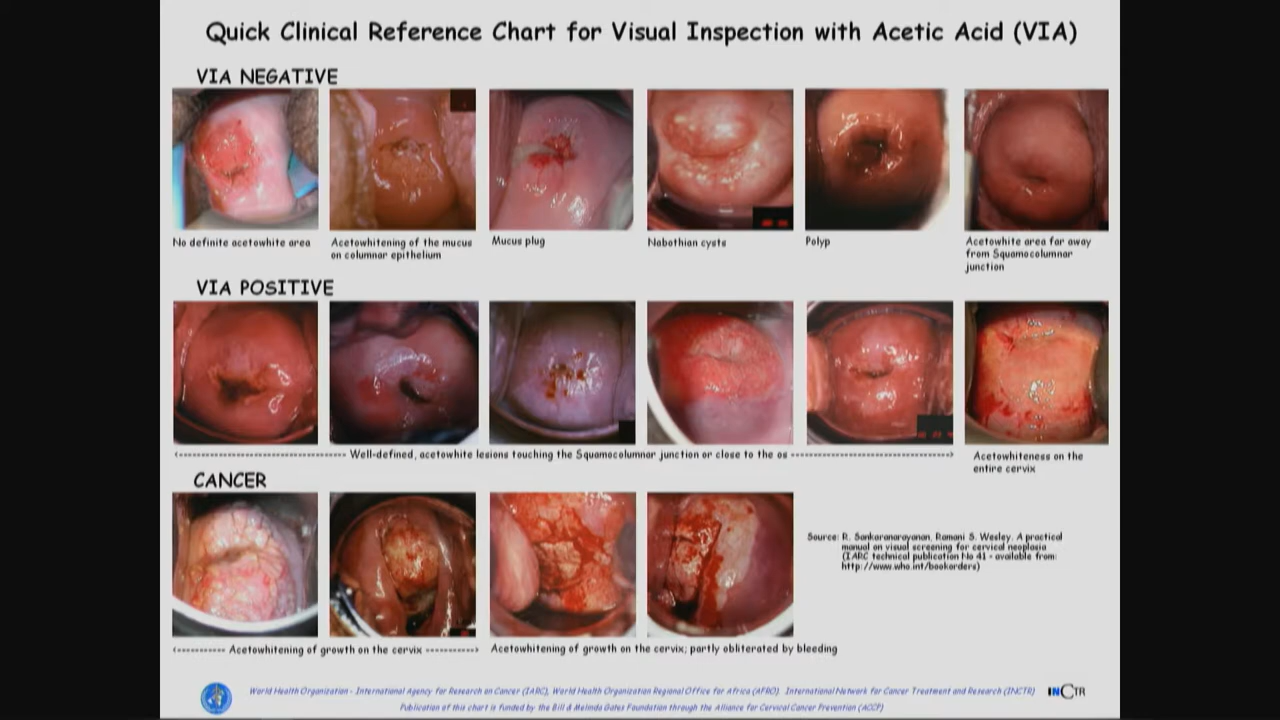 Quick Clinical Reference Chart for Visual Inspection with Acetic Acid (VIA)
VIA NEGATIVE
No definite acetowhite area
Acetowhitening of the mucus
on columnar epithelium
Mucus plug
Nabothian cysts
Polyp
Acetowhite area far away
from Squamocolumnar
junction
VIA POSITIVE
<---------- Well-defined, acetowhite lesions touching the Squamocolumnar junction or close to the os ---------->
Acetowhiteness on the
entire cervix
CANCER
<---------- Acetowhitening of growth on the cervix ---------->
Acetowhitening of growth on the cervix; partly obliterated by bleeding
Source: R. Sankaranarayanan, Ramani S. Wesley. A practical
manual on visual screening for cervical neoplasia
(IARC technical publication No 41 - available from:
http://www.who.int/bookorders)
World Health Organization - International Agency for Research on Cancer (IARC), World Health Organization Regional Office for Africa (AFRO). International Network for Cancer Treatment and Research (INCTR)
Publication of this chart is funded by the Bill & Melinda Gates Foundation through the Alliance for Cervical Cancer Prevention (ACCP)
INCTR